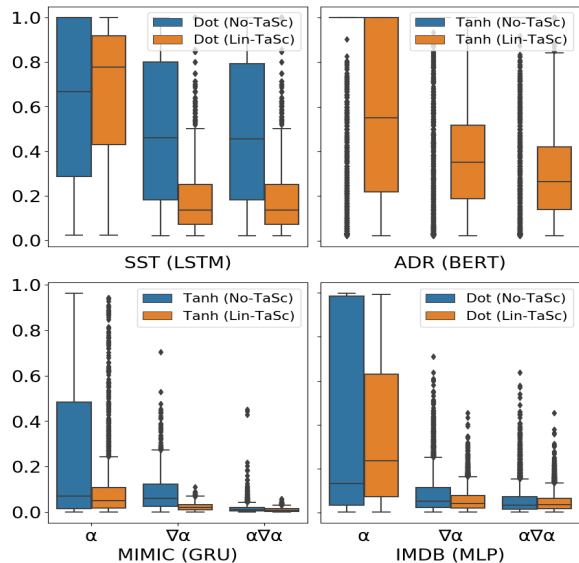 1.0
0.8
0.6
0.4
0.2
0.0
Dot (No-TaSc)
Dot (Lin-TaSc)
SST (LSTM)
Tanh (No-TaSc)
Tanh (Lin-TaSc)
ADR (BERT)
1.0
0.8
0.6
0.4
0.2
0.0
Tanh (No-TaSc)
Tanh (Lin-TaSc)
α ∇α α∇α
MIMIC (GRU)
Dot (No-TaSc)
Dot (Lin-TaSc)
α ∇α α∇α
IMDB (MLP)